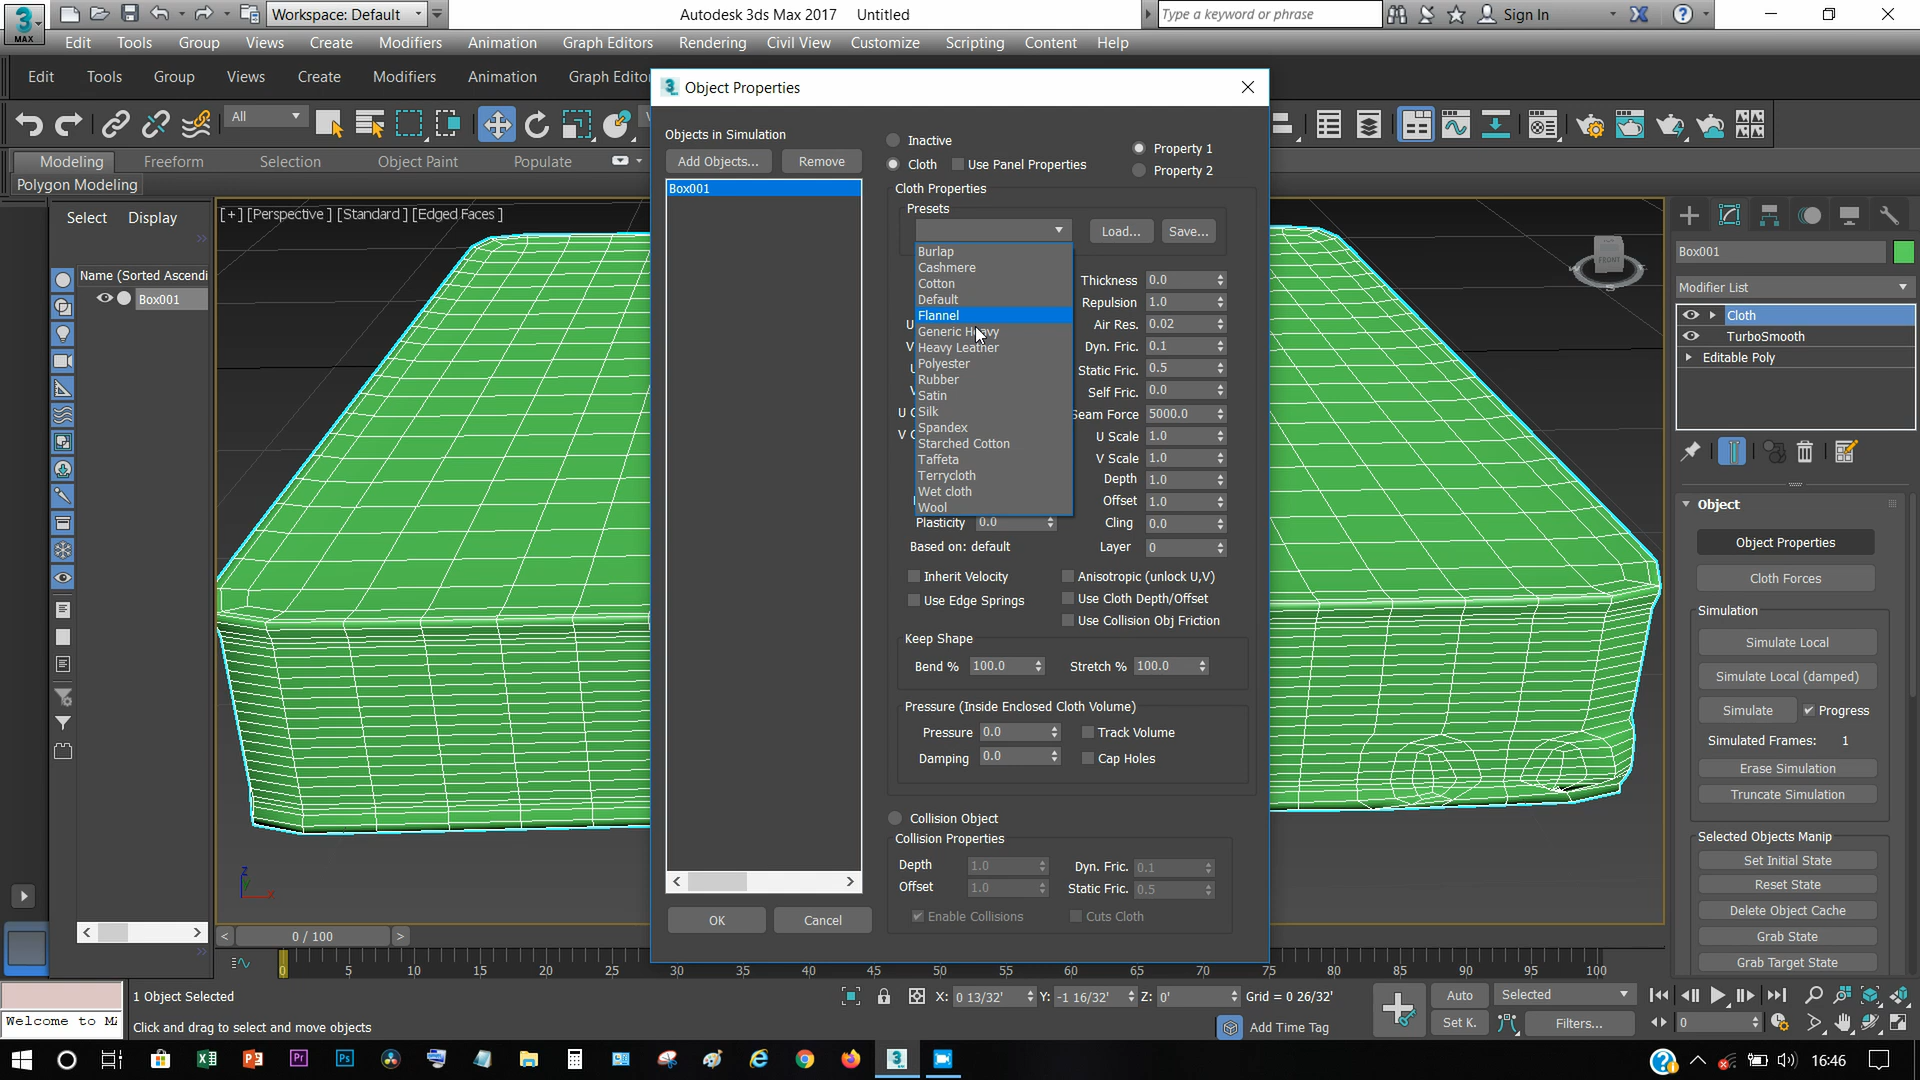 3
MAX
Workspace: Default
Autodesk 3ds Max 2017 Untitled
Type a keyword or phrase
Sign In
Edit Tools Group Views Create Modifiers Animation Graph Editors Rendering Civil View Customize Scripting Content Help
Edit Tools Group Views Create Modifiers Animation Graph Edito
All
Modeling Freeform Selection Object Paint Populate
Polygon Modeling
Select Display
Name (Sorted Ascendi
Box001
[+] [Perspective ] [Standard ] [Edged Faces ]
Object Properties
Objects in Simulation
Add Objects... Remove
Box001
OK Cancel
Inactive
Cloth Use Panel Properties
Property 1
Property 2
Cloth Properties
Presets
Load... Save...
Burlap
Cashmere
Cotton
Default
Flannel
Generic Heavy
Heavy Leather
Polyester
Rubber
Satin
Silk
Spandex
Starched Cotton
Taffeta
Terrycloth
Wet cloth
Wool
Thickness 0.0
Repulsion 1.0
Air Res. 0.02
Dyn. Fric. 0.1
Static Fric. 0.5
Self Fric. 0.0
Seam Force 5000.0
U Scale 1.0
V Scale 1.0
Depth 1.0
Offset 1.0
Plasticity 0.0 Cling 0.0
Based on: default Layer 0
Inherit Velocity Anisotropic (unlock U,V)
Use Edge Springs Use Cloth Depth/Offset
Use Collision Obj Friction
Keep Shape
Bend % 100.0 Stretch % 100.0
Pressure (Inside Enclosed Cloth Volume)
Pressure 0.0 Track Volume
Damping 0.0 Cap Holes
Collision Object
Collision Properties
Depth 1.0 Dyn. Fric. 0.1
Offset 1.0 Static Fric. 0.5
Enable Collisions Cuts Cloth
FRONT
S
Box001
Modifier List
Cloth
TurboSmooth
Editable Poly
Object
Object Properties
Cloth Forces
Simulation
Simulate Local
Simulate Local (damped)
Simulate Progress
Simulated Frames: 1
Erase Simulation
Truncate Simulation
Selected Objects Manip
Set Initial State
Reset State
Delete Object Cache
Grab State
Grab Target State
z
y
x
0 / 100
0 5 10 15 20 25 30 35 40 45 50 55 60 65 70 75 80 85 90 95 100
1 Object Selected
Welcome to MA
Click and drag to select and move objects
X: 0 13/32' Y: -1 16/32' Z: 0' Grid = 0 26/32'
Add Time Tag
Auto Selected
Set K. Filters...
0
16:46